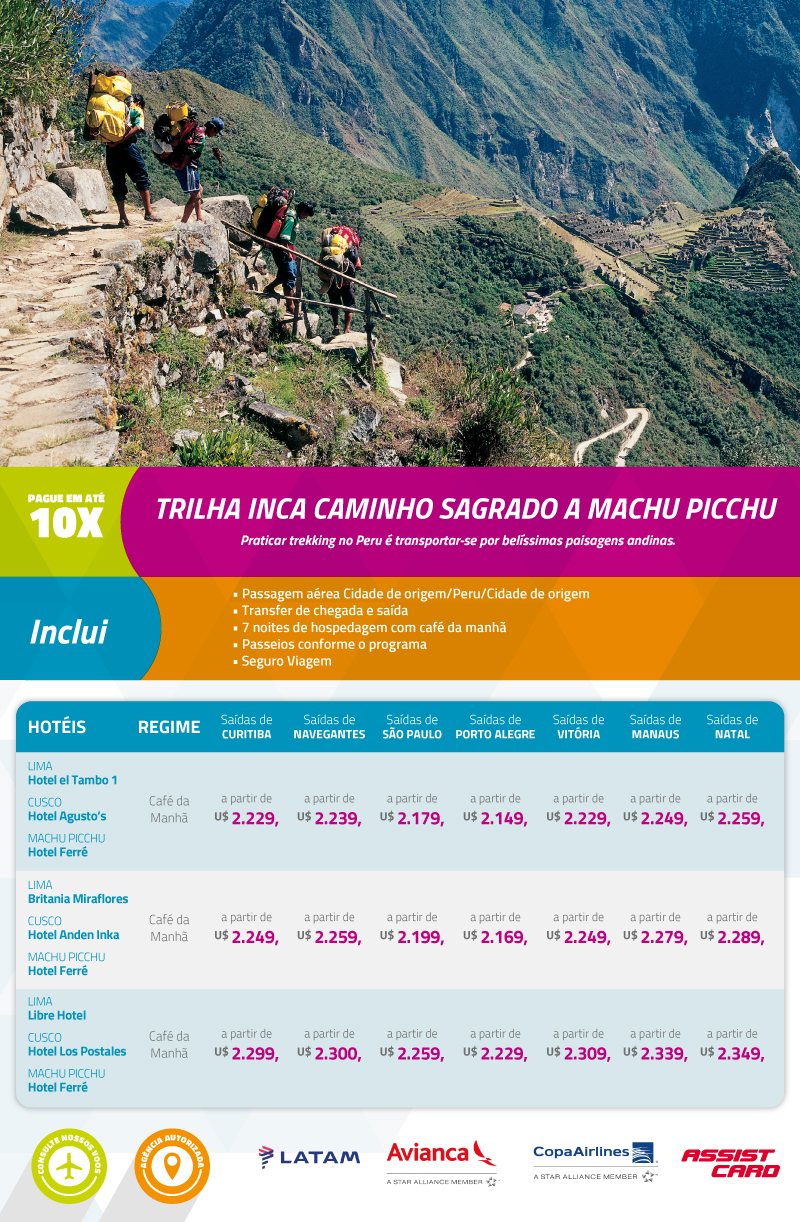 PAGUE EM ATÉ
10X
TRILHA INCA CAMINHO SAGRADO A MACHU PICCHU
Praticar trekking no Peru é transportar-se por belíssimas paisagens andinas.
Inclui
• Passagem aérea Cidade de origem/Peru/Cidade de origem
• Transfer de chegada e saída
• 7 noites de hospedagem com café da manhã
• Passeios conforme o programa
• Seguro Viagem
HOTÉIS REGIME Saídas de CURITIBA Saídas de NAVEGANTES Saídas de SÃO PAULO Saídas de PORTO ALEGRE Saídas de VITÓRIA Saídas de MANAUS Saídas de NATAL
LIMA
Hotel el Tambo 1
CUSCO
Hotel Agusto's
MACHU PICCHU
Hotel Ferré
Café da
Manhã
a partir de a partir de a partir de a partir de a partir de a partir de a partir de
U$ 2.229, U$ 2.239, U$ 2.179, U$ 2.149, U$ 2.229, U$ 2.249, U$ 2.259,
LIMA
Britania Miraflores
CUSCO
Hotel Anden Inka
MACHU PICCHU
Hotel Ferré
Café da
Manhã
a partir de a partir de a partir de a partir de a partir de a partir de a partir de
U$ 2.249, U$ 2.259, U$ 2.199, U$ 2.169, U$ 2.249, U$ 2.279, U$ 2.289,
LIMA
Libre Hotel
CUSCO
Hotel Los Postales
MACHU PICCHU
Hotel Ferré
Café da
Manhã
a partir de a partir de a partir de a partir de a partir de a partir de a partir de
U$ 2.299, U$ 2.300, U$ 2.259, U$ 2.229, U$ 2.309, U$ 2.339, U$ 2.349,
CONSULTE NOSSOS VOOS
AGÊNCIA AUTORIZADA
LATAM
Avianca
A STAR ALLIANCE MEMBER
CopaAirlines
A STAR ALLIANCE MEMBER
ASSIST
CARD